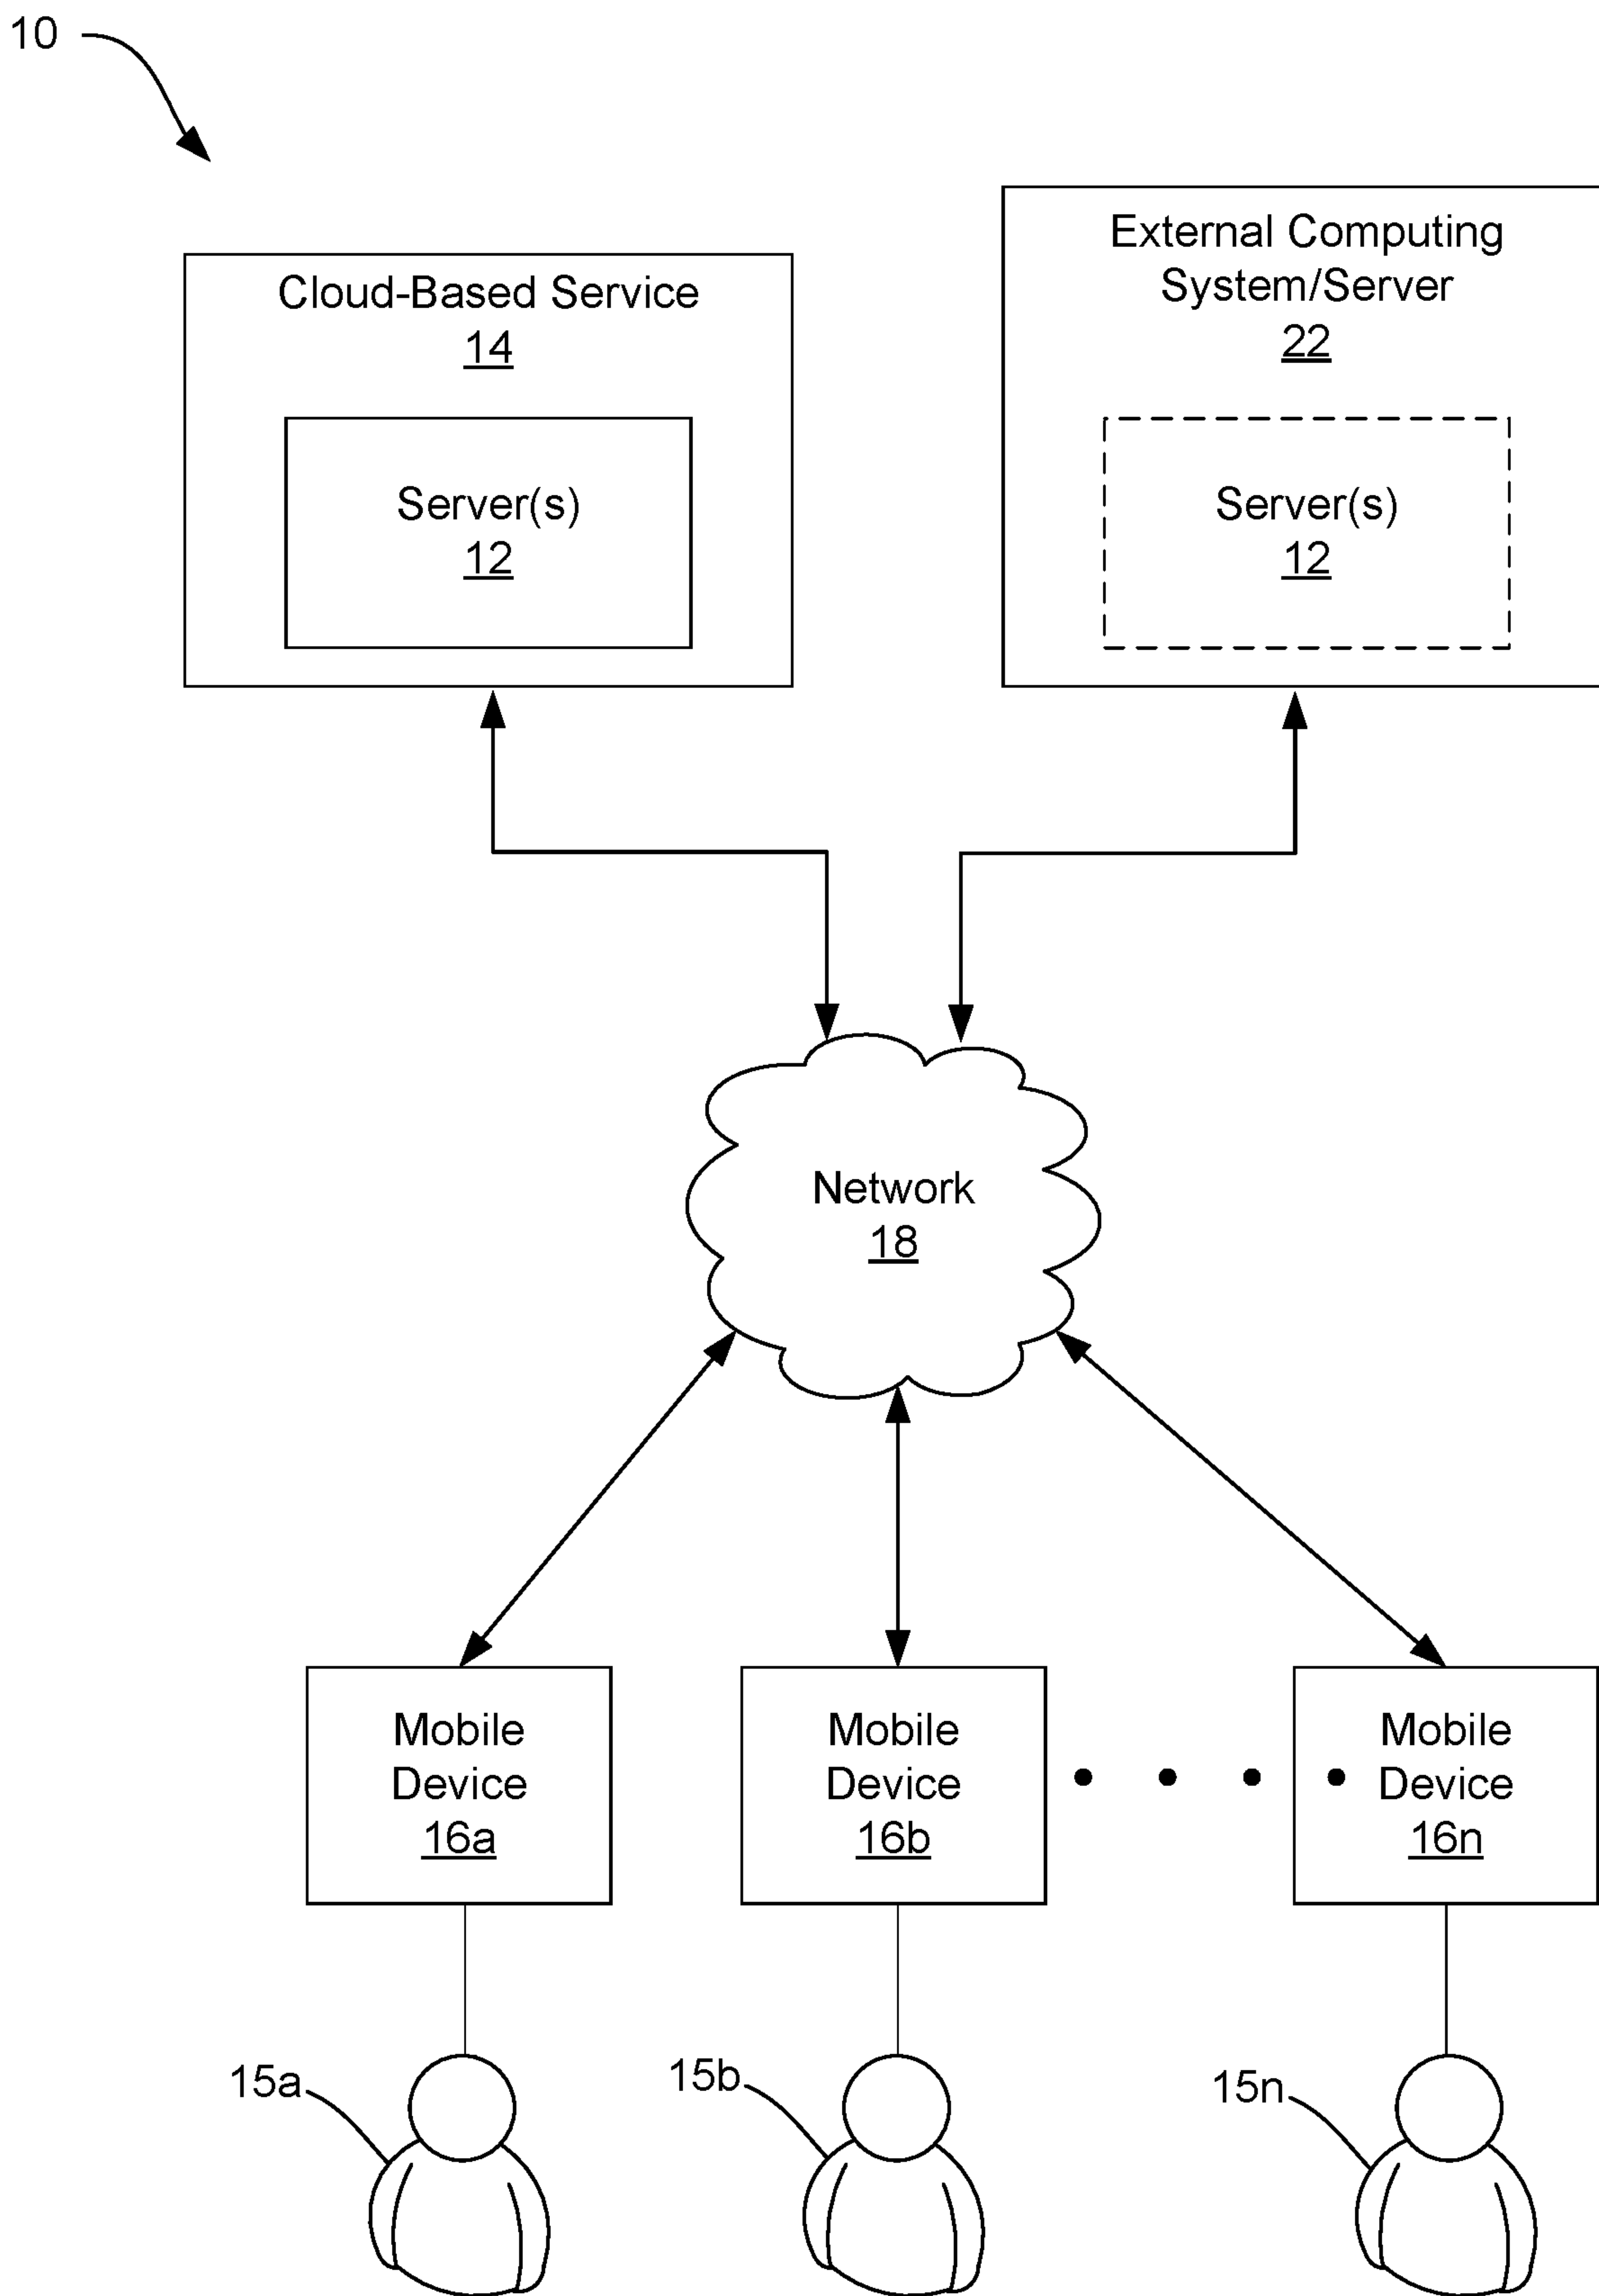 10
Cloud-Based Service
14
Server(s)
12
External Computing
System/Server
22
Server(s)
12
Network
18
Mobile
Device
16a
Mobile
Device
16b
Mobile
Device
16n
15a
15b
15n